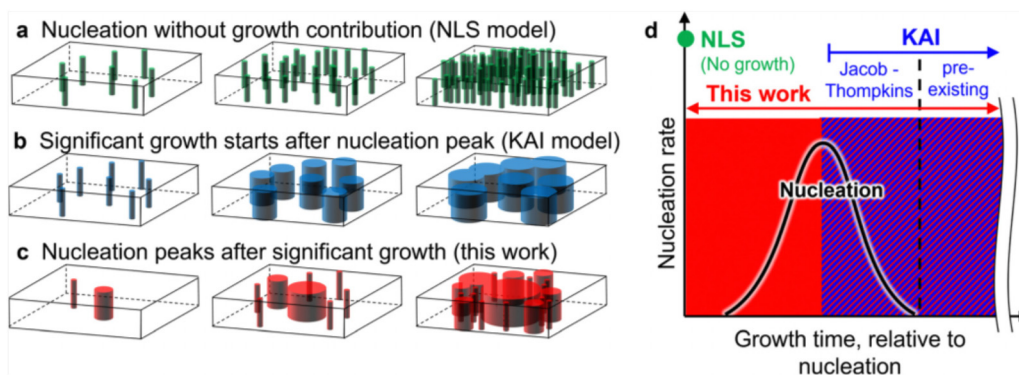 a Nucleation without growth contribution (NLS model)
b Significant growth starts after nucleation peak (KAI model)
c Nucleation peaks after significant growth (this work)
d
NLS
(No growth)
KAI
Jacob -
Thompkins
pre-
existing
This work
Nucleation
Nucleation rate
Growth time, relative to
nucleation